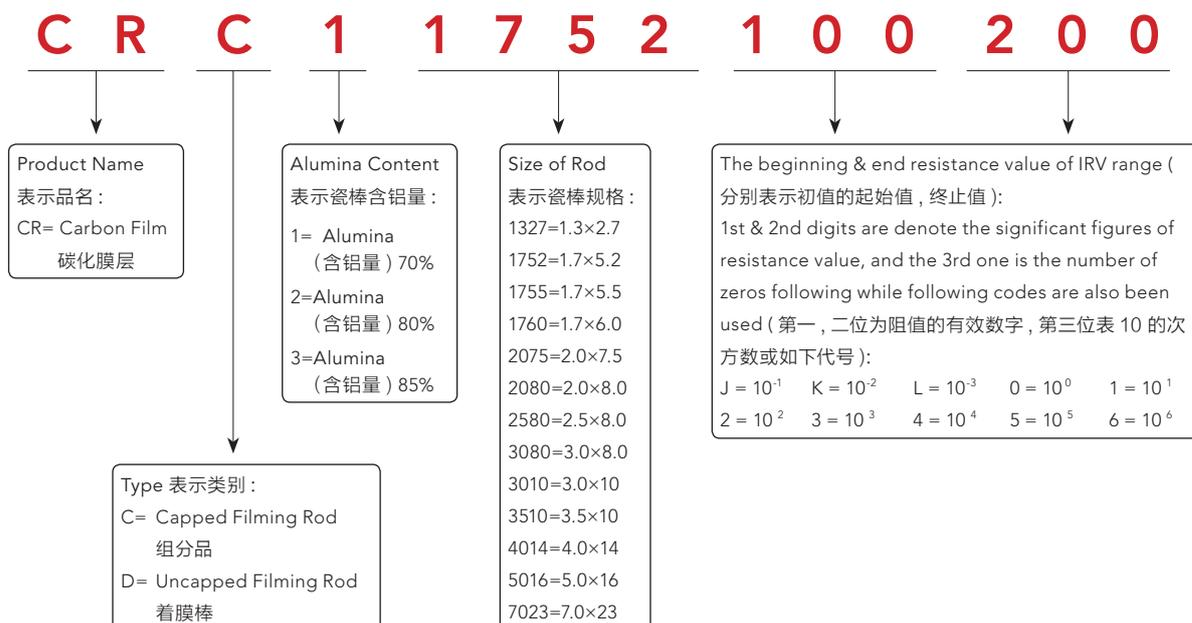 C R C 1 1 7 5 2 1 0 0 2 0 0
Product Name
表示品名 :
CR= Carbon Film
碳化膜层
Alumina Content
表示瓷棒含铝量 :
1= Alumina
（含铝量 ) 70%
2=Alumina
（含铝量 ) 80%
3=Alumina
（含铝量 ) 85%
Size of Rod
表示瓷棒规格 :
1327=1.3×2.7
1752=1.7×5.2
1755=1.7×5.5
1760=1.7×6.0
2075=2.0×7.5
2080=2.0×8.0
2580=2.5×8.0
3080=3.0×8.0
3010=3.0×10
3510=3.5×10
4014=4.0×14
5016=5.0×16
7023=7.0×23
The beginning & end resistance value of IRV range (
分别表示初值的起始值 , 终止值 ):
1st & 2nd digits are denote the significant figures of
resistance value, and the 3rd one is the number of
zeros following while following codes are also been
used ( 第一 , 二位为阻值的有效数字 , 第三位表 10 的次
方数或如下代号 ):
J = 10⁻¹ K = 10⁻² L = 10⁻³ 0 = 10⁰ 1 = 10¹
2 = 10² 3 = 10³ 4 = 10⁴ 5 = 10⁵ 6 = 10⁶
Type 表示类别 :
C= Capped Filming Rod
组分品
D= Uncapped Filming Rod
着膜棒